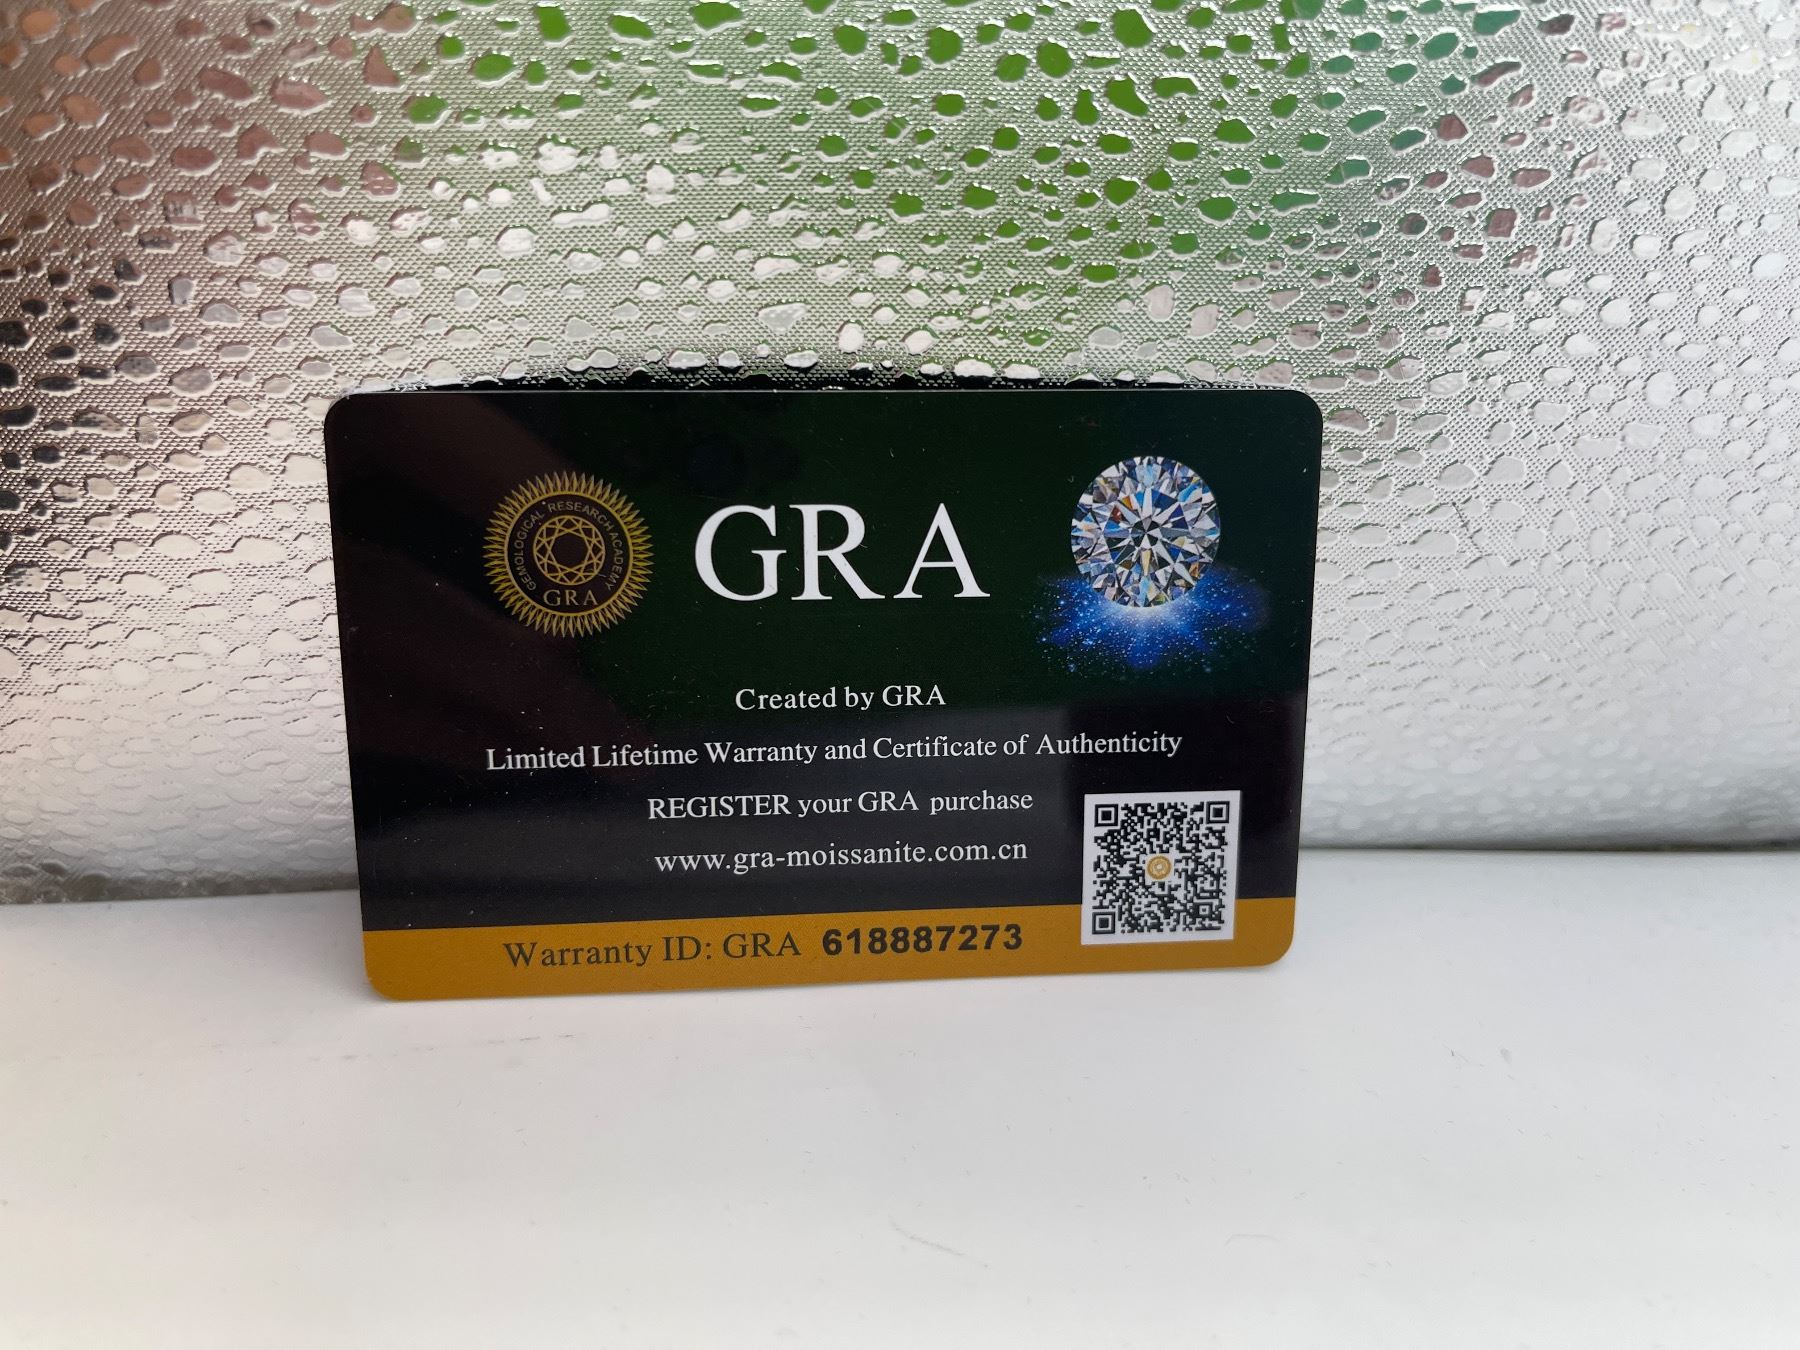 GEMOLOGICAL RESEARCH ACADEMY
GRA
GRA
Created by GRA
Limited Lifetime Warranty and Certificate of Authenticity
REGISTER your GRA purchase
www.gra-moissanite.com.cn
Warranty ID: GRA 618887273